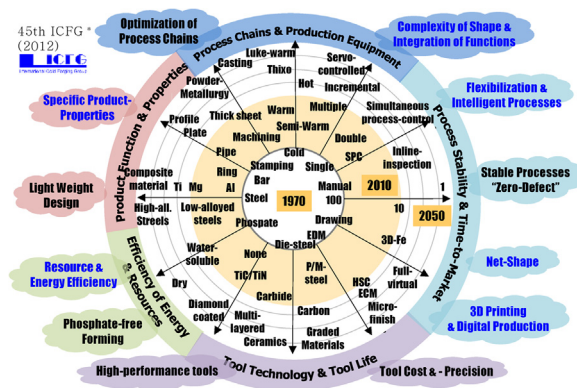 45th ICFG *
(2012)
ICFG
International Cold Forging Group
Optimization of
Process Chains
Process Chains & Production Equipment
Complexity of Shape &
Integration of Functions
Flexibilization &
Intelligent Processes
Process Stability & Time-to-Market
Stable Processes
“Zero-Defect”
Net-Shape
3D Printing
& Digital Production
Tool Cost & - Precision
Tool Technology & Tool Life
High-performance tools
Phosphate-free
Forming
Resource &
Energy Efficiency
Efficiency of Energy
& Resources
Light Weight
Design
Specific Product-
Properties
Product Function & Properties
Luke-warm
Casting
Thixo
Servo-
controlled
Powder-
Metallurgy
Hot
Incremental
Simultaneous
process-control
Thick sheet
Warm
Multiple
Profile
Plate
Machining
Semi-Warm
Double
Pipe
Cold
SPC
Inline-
inspection
Ring
Stamping
Single
Composite
material
Ti
Mg
Al
Bar
Manual
2010
1
High-all.
Streels
Low-alloyed
steels
Steel
1970
100
10
2050
Phospate
Drawing
Water-
soluble
None
Die-steel
EDM
3D-Fe
Dry
TiC/TiN
P/M-
steel
Full-
virtual
Diamond
coated
Carbide
HSC
ECM
Multi-
layered
Carbon
Micro-
finish
Ceramics
Graded
Materials